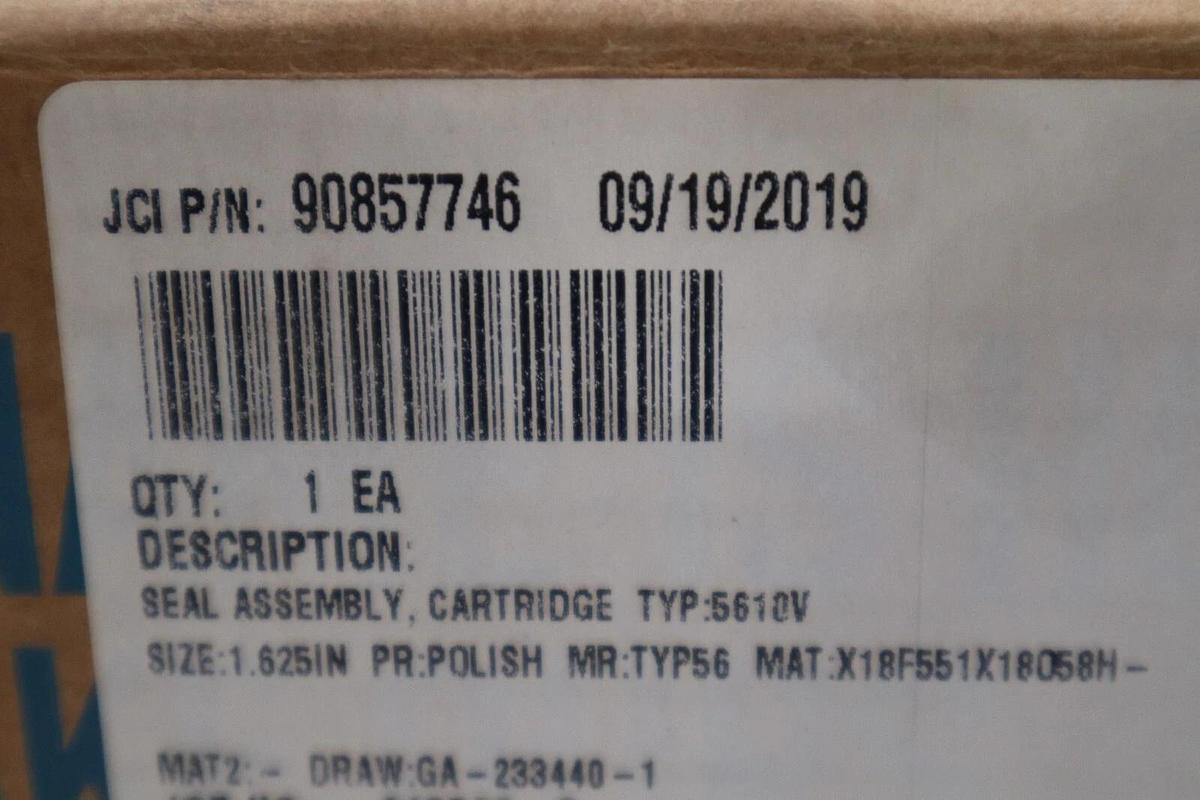 JCI P/N: 90857746 09/19/2019
QTY: 1 EA
DESCRIPTION:
SEAL ASSEMBLY, CARTRIDGE TYP:5610V
SIZE:1.625IN PR:POLISH MR:TYP56 MAT:X18F551X18O58H-
MAT2:- DRAW:GA-233440-1